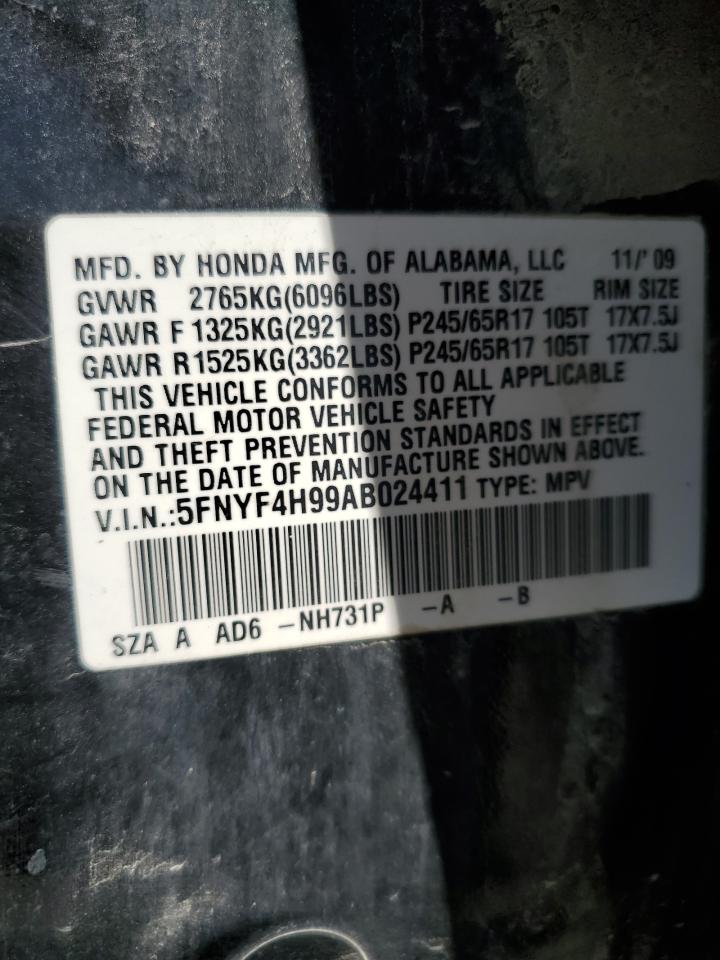 MFD. BY HONDA MFG. OF ALABAMA, LLC 11/' 09
GVWR 2765KG(6096LBS) TIRE SIZE RIM SIZE
GAWR F 1325KG(2921LBS) P245/65R17 105T 17X7.5J
GAWR R1525KG(3362LBS) P245/65R17 105T 17X7.5J
THIS VEHICLE CONFORMS TO ALL APPLICABLE
FEDERAL MOTOR VEHICLE SAFETY
AND THEFT PREVENTION STANDARDS IN EFFECT
ON THE DATE OF MANUFACTURE SHOWN ABOVE.
V.I.N.:5FNYF4H99AB024411 TYPE: MPV
SZA A AD6 -NH731P -A -B